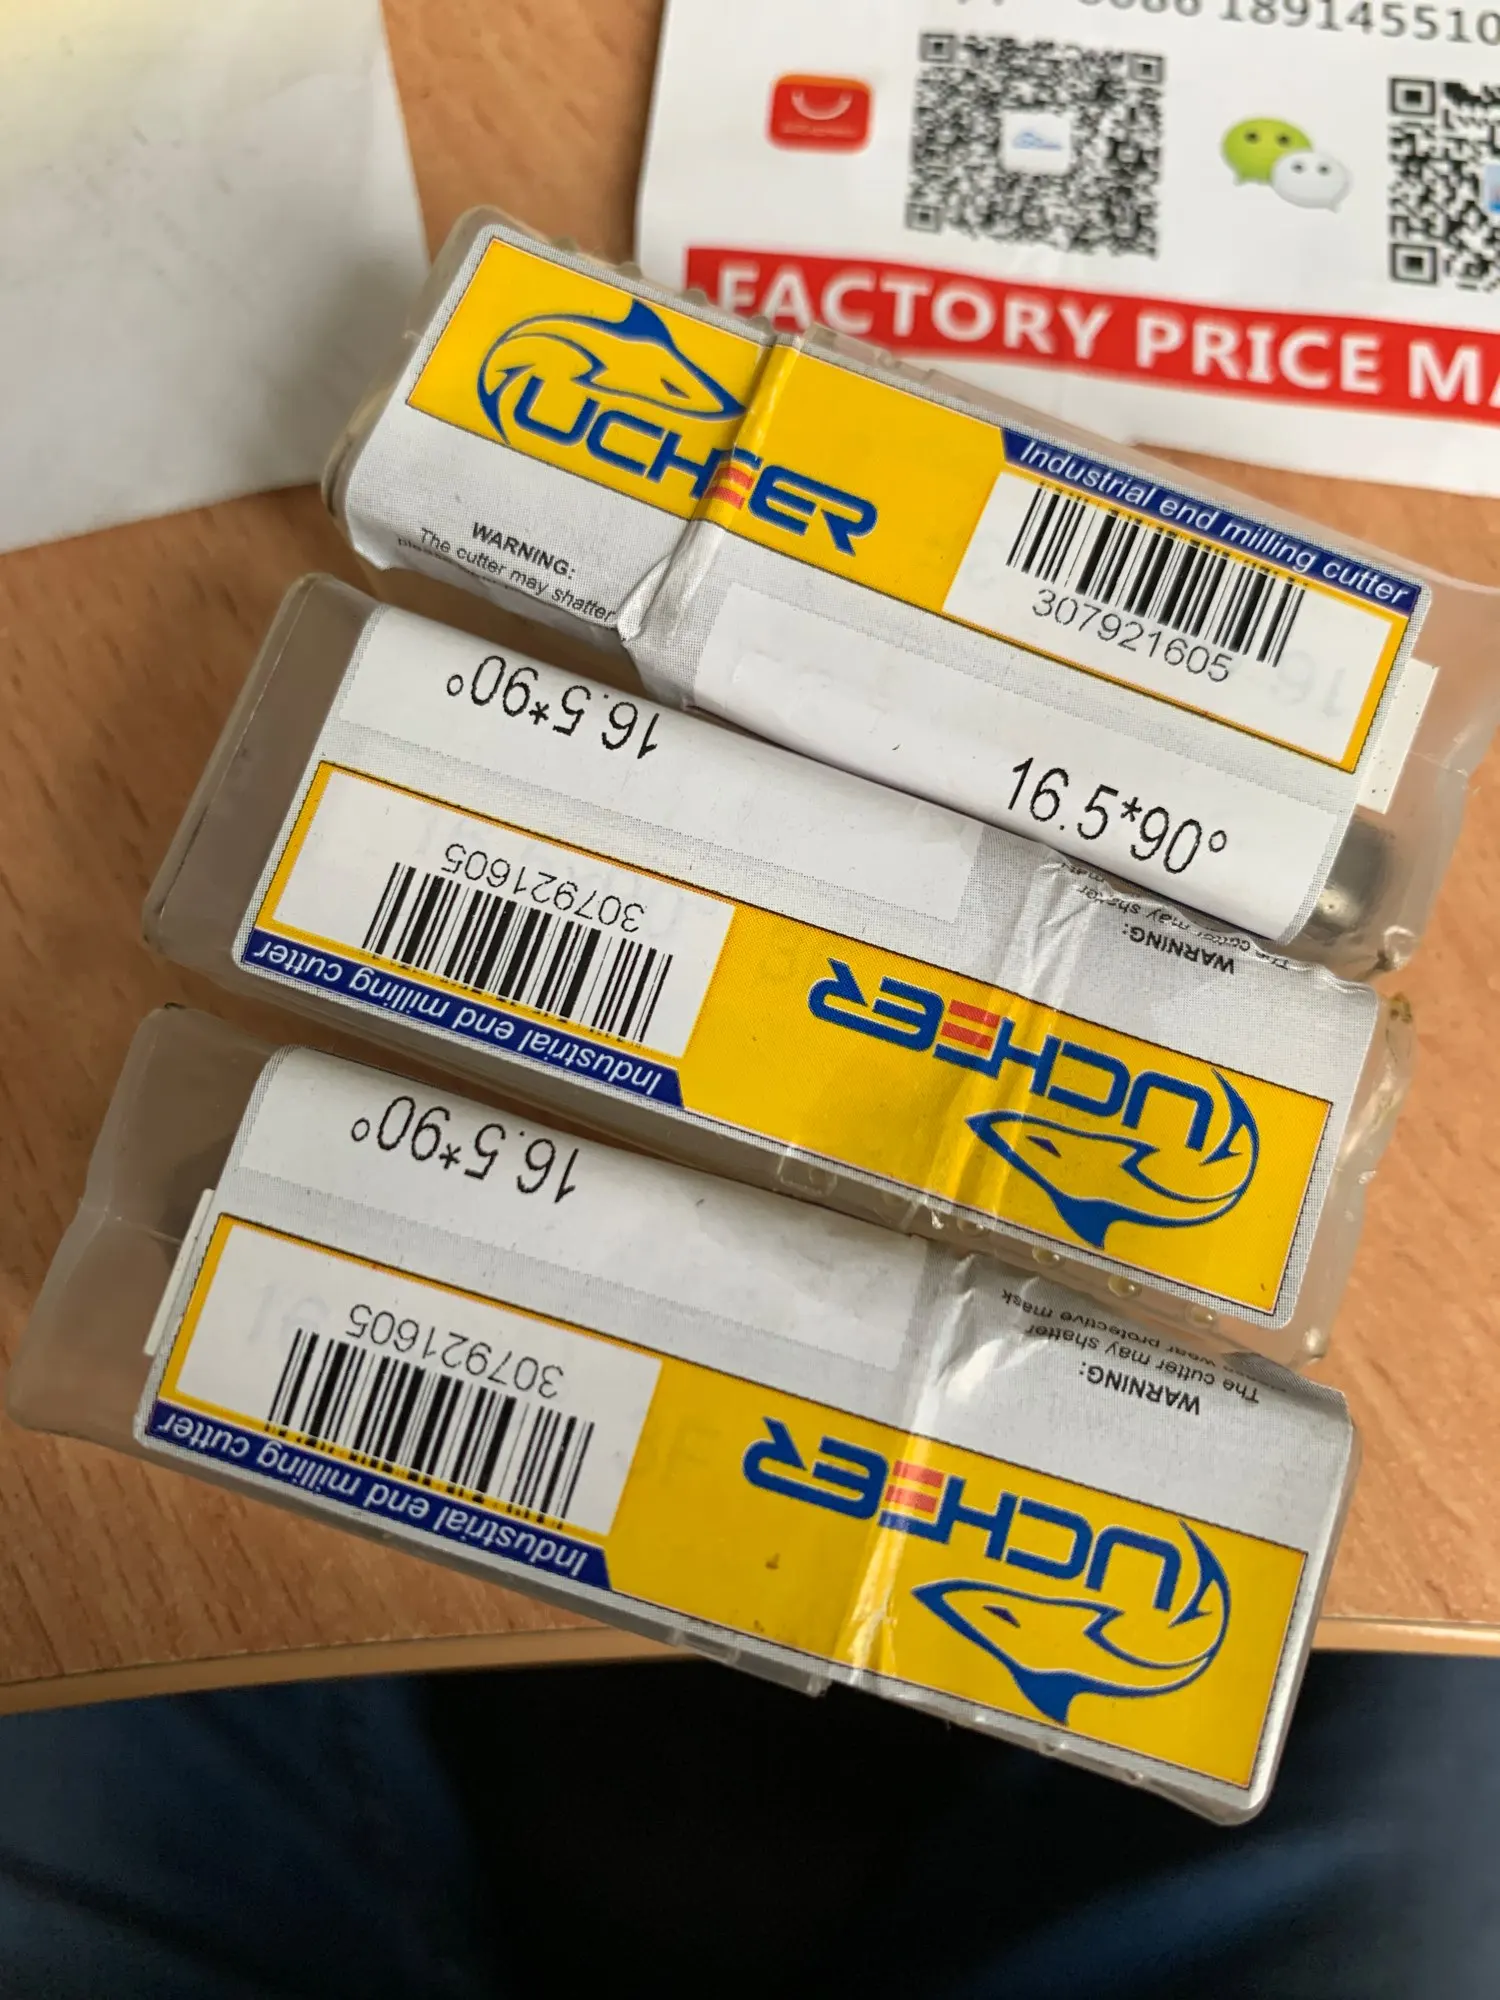 189145510
FACTORY PRICE MA
UCHEER
Industrial end milling cutter
307921605
WARNING:
The cutter may shatter
16.5*90°
16.5*90°
307921605
Industrial end milling cutter
UCHEER
WARNING:
The cutter may shatter
16.5*90°
307921605
Industrial end milling cutter
UCHEER
WARNING:
The cutter may shatter
wear protective mask